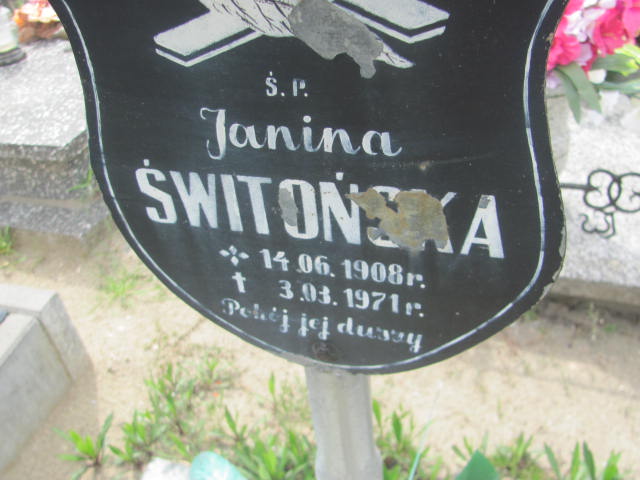 Ś. P.
Janina
ŚWITOŃSKA
14.06.1908r.
3.03.1971r.
Pokój jej duszy